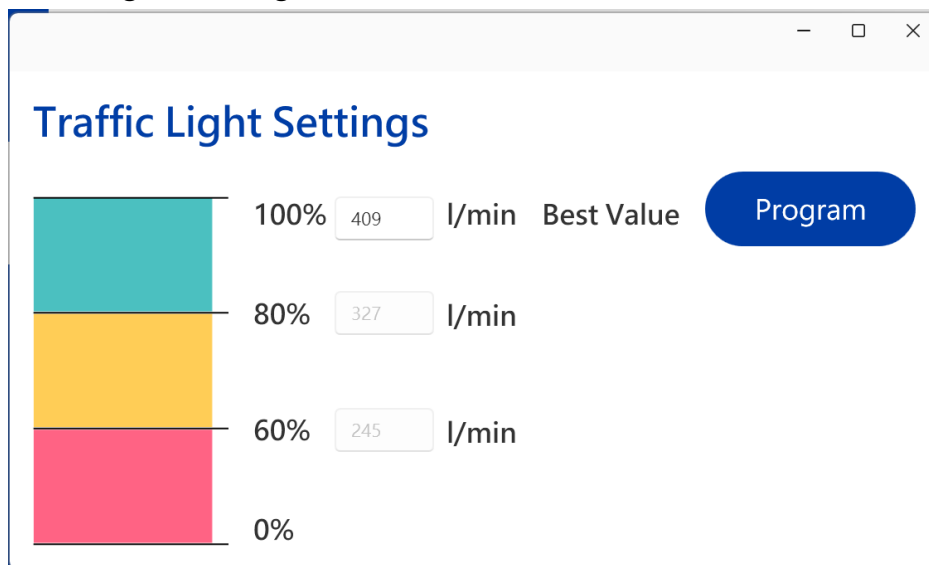 Traffic Light Settings
100% 409 l/min Best Value Program
80% 327 l/min
60% 245 l/min
0%